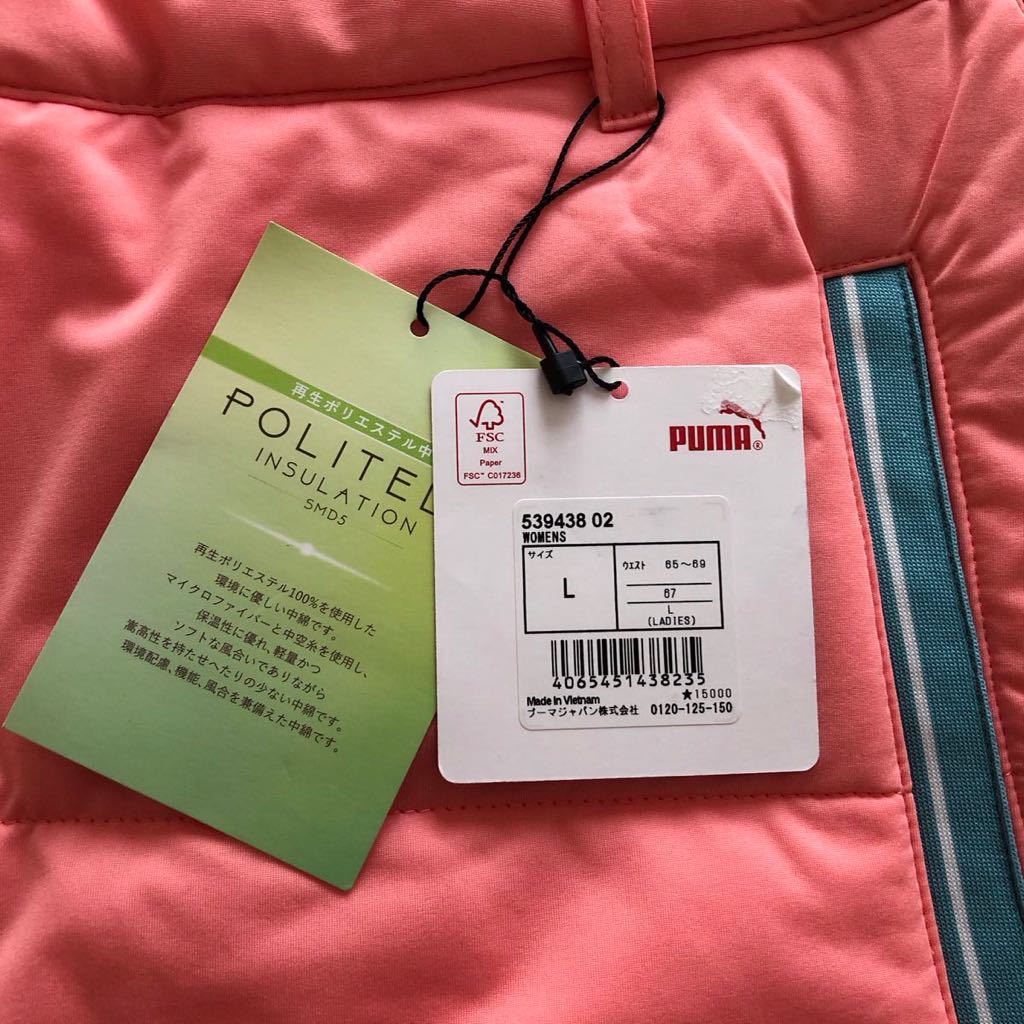 再生ポリエステル中
POLITE
INSULATION
SMD5
再生ポリエステル100%を使用した
環境に優しい中綿です。
マイクロファイバーと中空糸を使用し、
保温性に優れ、軽量かつ
ソフトな風合いでありながら
嵩高性を持たせへたりの少ない中綿です。
環境配慮、機能、風合を兼備えた中綿です。
FSC
MIX
Paper
FSC™ C017236
PUMA®
539438 02
WOMENS
サイズ
L
ウエスト 65～69
67
L
(LADIES)
4065451438235
★15000
Made in Vietnam
プーマジャパン株式会社 0120-125-150